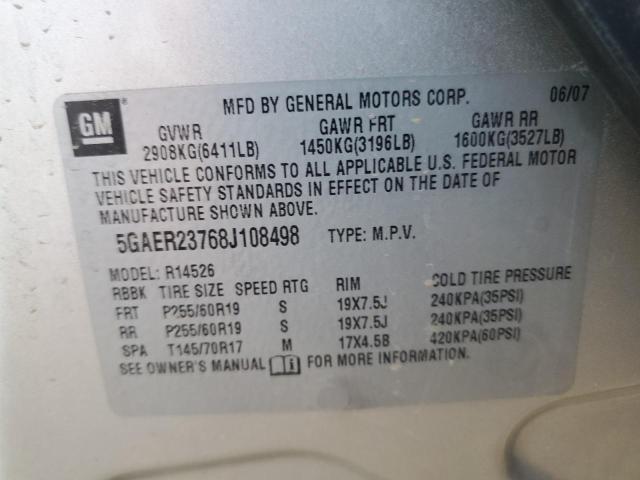 GM
MFD BY GENERAL MOTORS CORP. 06/07
GVWR GAWR FRT GAWR RR
2908KG(6411LB) 1450KG(3196LB) 1600KG(3527LB)
THIS VEHICLE CONFORMS TO ALL APPLICABLE U.S. FEDERAL MOTOR
VEHICLE SAFETY STANDARDS IN EFFECT ON THE DATE OF
MANUFACTURE SHOWN ABOVE.
5GAER23768J108498 TYPE: M.P.V.
MODEL: R14526
RBBK TIRE SIZE SPEED RTG RIM COLD TIRE PRESSURE
FRT P255/60R19 S 19X7.5J 240KPA(35PSI)
RR P255/60R19 S 19X7.5J 240KPA(35PSI)
SPA T145/70R17 M 17X4.5B 420KPA(60PSI)
SEE OWNER'S MANUAL FOR MORE INFORMATION.